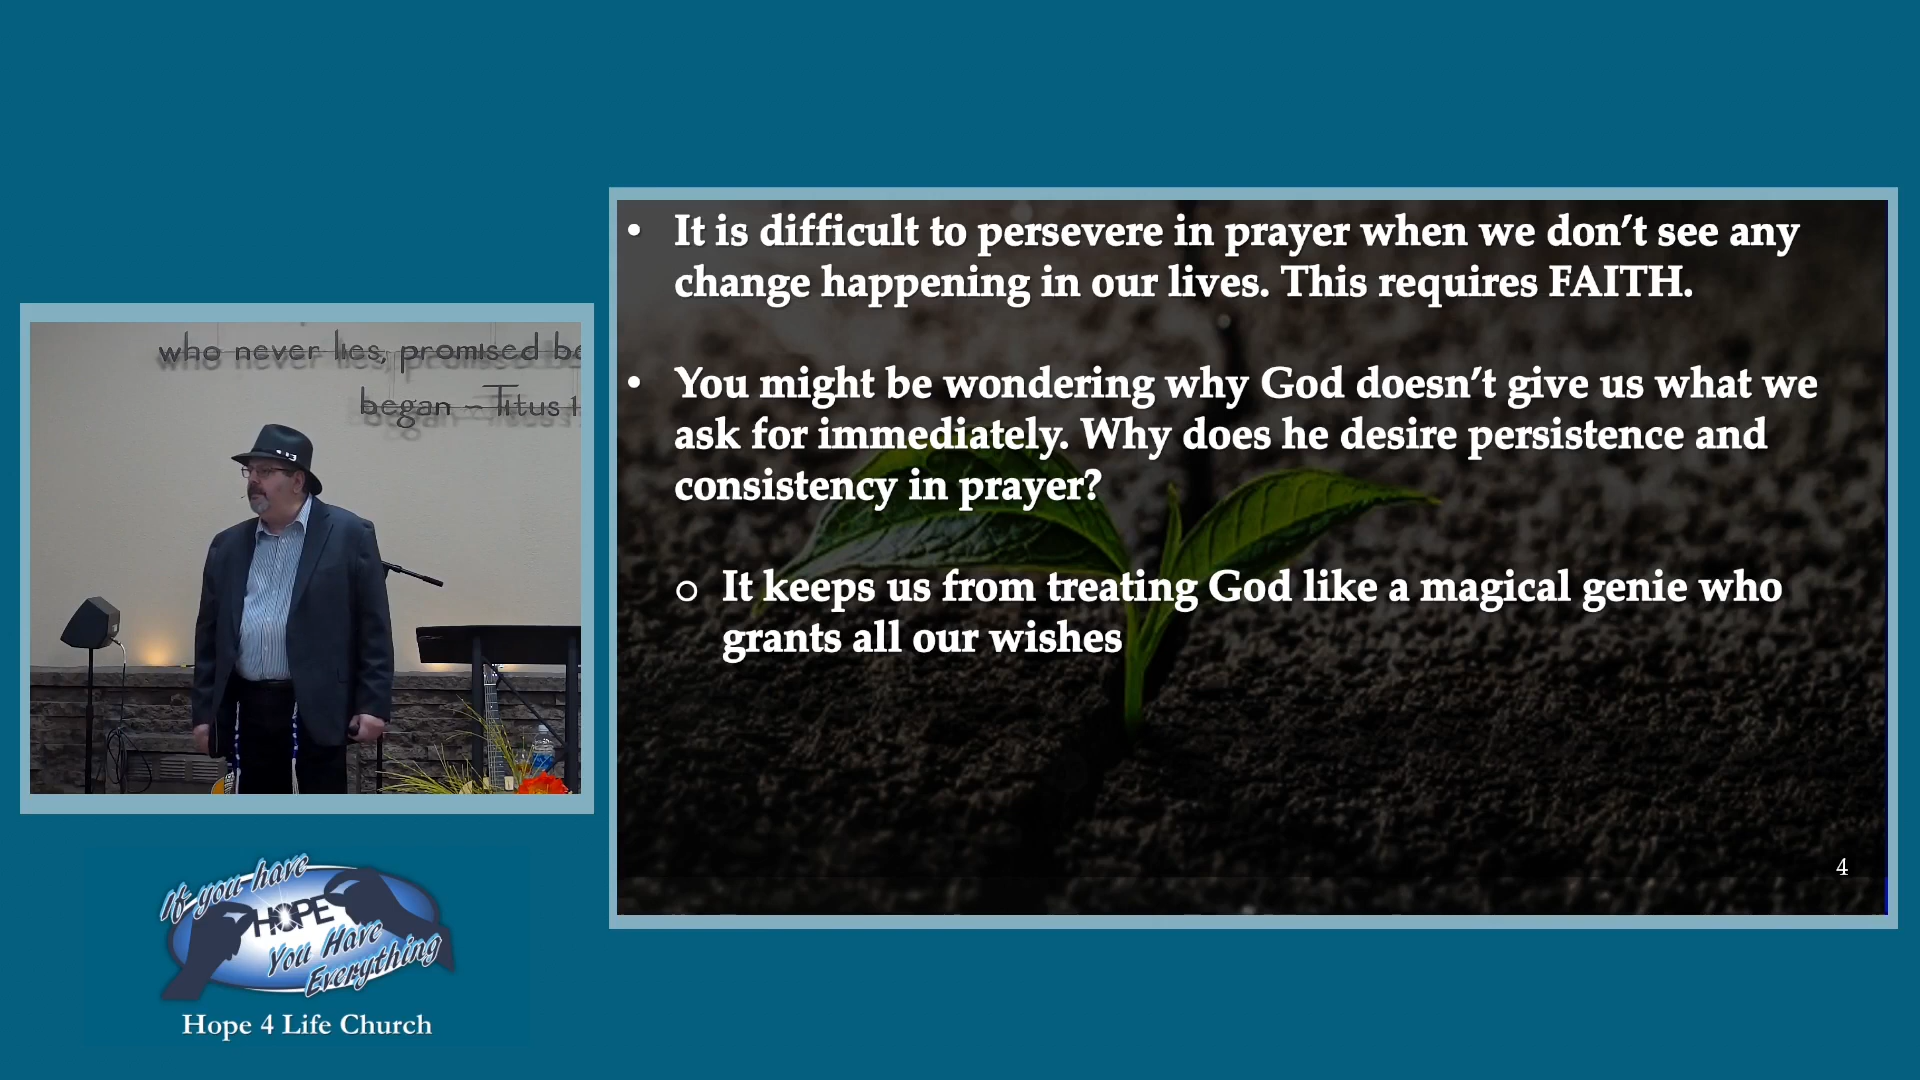 who never lies, promised be
began ~ Titus 1
• It is difficult to persevere in prayer when we don’t see any
change happening in our lives. This requires FAITH.
• You might be wondering why God doesn’t give us what we
ask for immediately. Why does he desire persistence and
consistency in prayer?
o It keeps us from treating God like a magical genie who
grants all our wishes
4
If you have
HOPE
You Have
Everything
Hope 4 Life Church